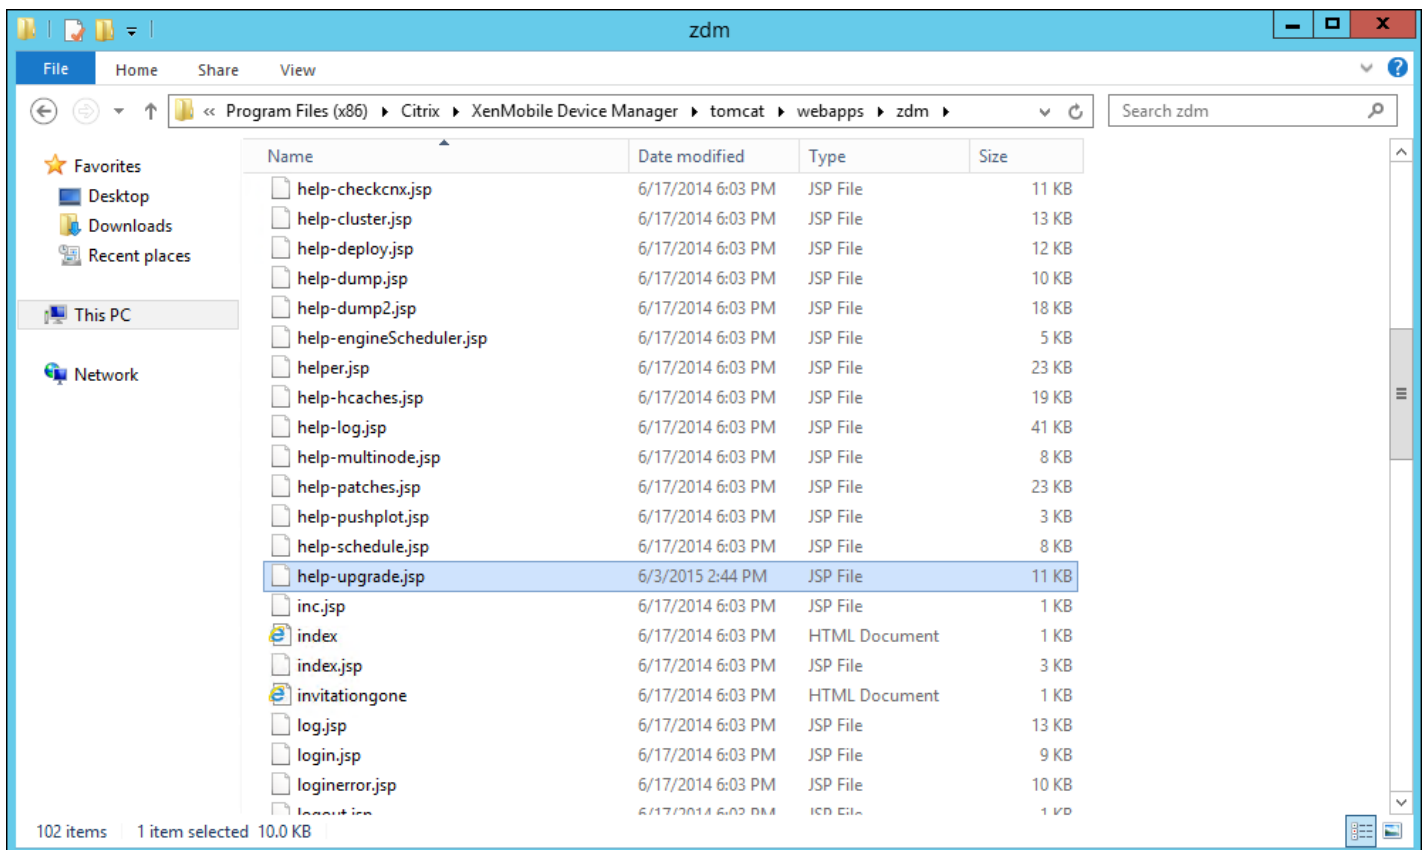 zdm
File Home Share View
« Program Files (x86) Citrix XenMobile Device Manager tomcat webapps zdm Search zdm
Favorites
Desktop
Downloads
Recent places
This PC
Network
Name Date modified Type Size
help-checkcnx.jsp 6/17/2014 6:03 PM JSP File 11 KB
help-cluster.jsp 6/17/2014 6:03 PM JSP File 13 KB
help-deploy.jsp 6/17/2014 6:03 PM JSP File 12 KB
help-dump.jsp 6/17/2014 6:03 PM JSP File 10 KB
help-dump2.jsp 6/17/2014 6:03 PM JSP File 18 KB
help-engineScheduler.jsp 6/17/2014 6:03 PM JSP File 5 KB
helper.jsp 6/17/2014 6:03 PM JSP File 23 KB
help-hcaches.jsp 6/17/2014 6:03 PM JSP File 19 KB
help-log.jsp 6/17/2014 6:03 PM JSP File 41 KB
help-multinode.jsp 6/17/2014 6:03 PM JSP File 8 KB
help-patches.jsp 6/17/2014 6:03 PM JSP File 23 KB
help-pushplot.jsp 6/17/2014 6:03 PM JSP File 3 KB
help-schedule.jsp 6/17/2014 6:03 PM JSP File 8 KB
help-upgrade.jsp 6/3/2015 2:44 PM JSP File 11 KB
inc.jsp 6/17/2014 6:03 PM JSP File 1 KB
index 6/17/2014 6:03 PM HTML Document 1 KB
index.jsp 6/17/2014 6:03 PM JSP File 3 KB
invitationgone 6/17/2014 6:03 PM HTML Document 1 KB
log.jsp 6/17/2014 6:03 PM JSP File 13 KB
login.jsp 6/17/2014 6:03 PM JSP File 9 KB
loginerror.jsp 6/17/2014 6:03 PM JSP File 10 KB
logout.jsp 6/17/2014 6:03 PM JSP File 1 KB
102 items 1 item selected 10.0 KB